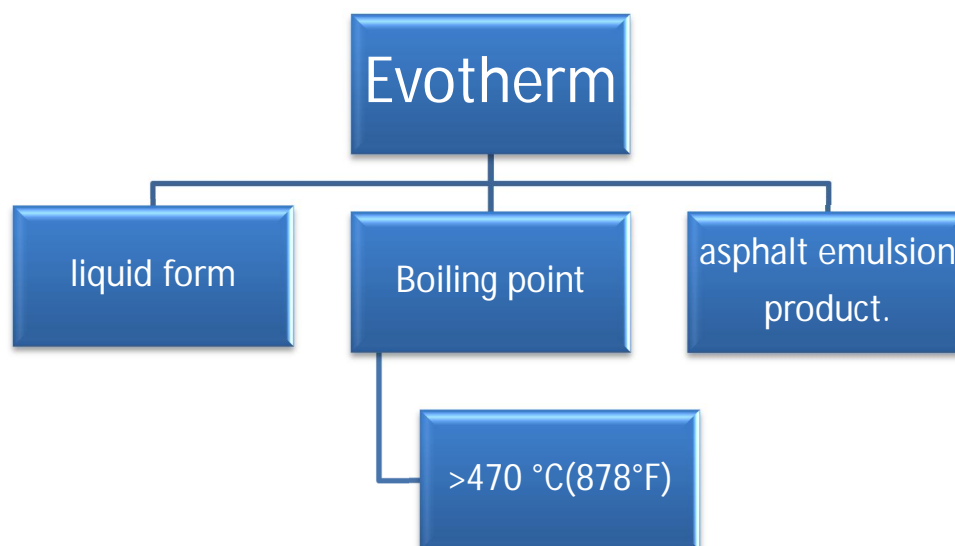 Evotherm
liquid form
Boiling point
asphalt emulsion
product.
>470 °C(878°F)